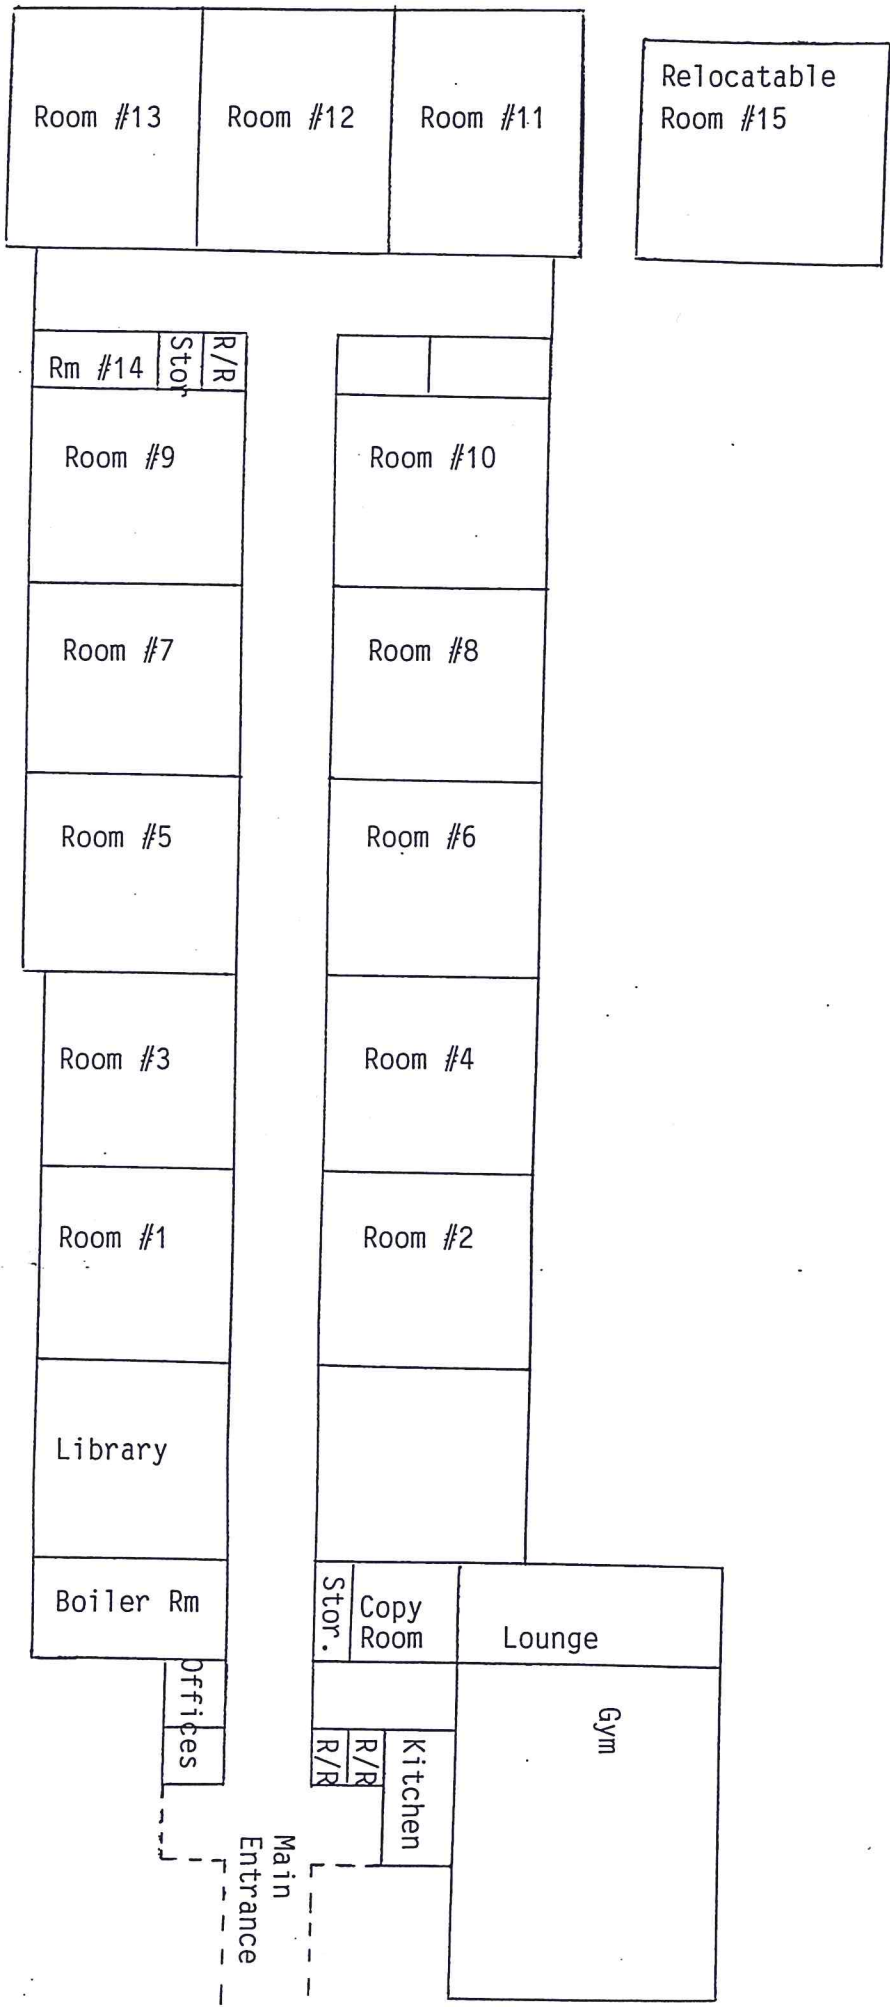 Room #13
Room #12
Room #11
Relocatable
Room #15
Rm #14
Stor
R/R
Room #9
Room #10
Room #7
Room #8
Room #5
Room #6
Room #3
Room #4
Room #1
Room #2
Library
Boiler Rm
Stor.
Copy
Room
Lounge
Offices
Gym
R/R
R/R
Kitchen
Main
Entrance